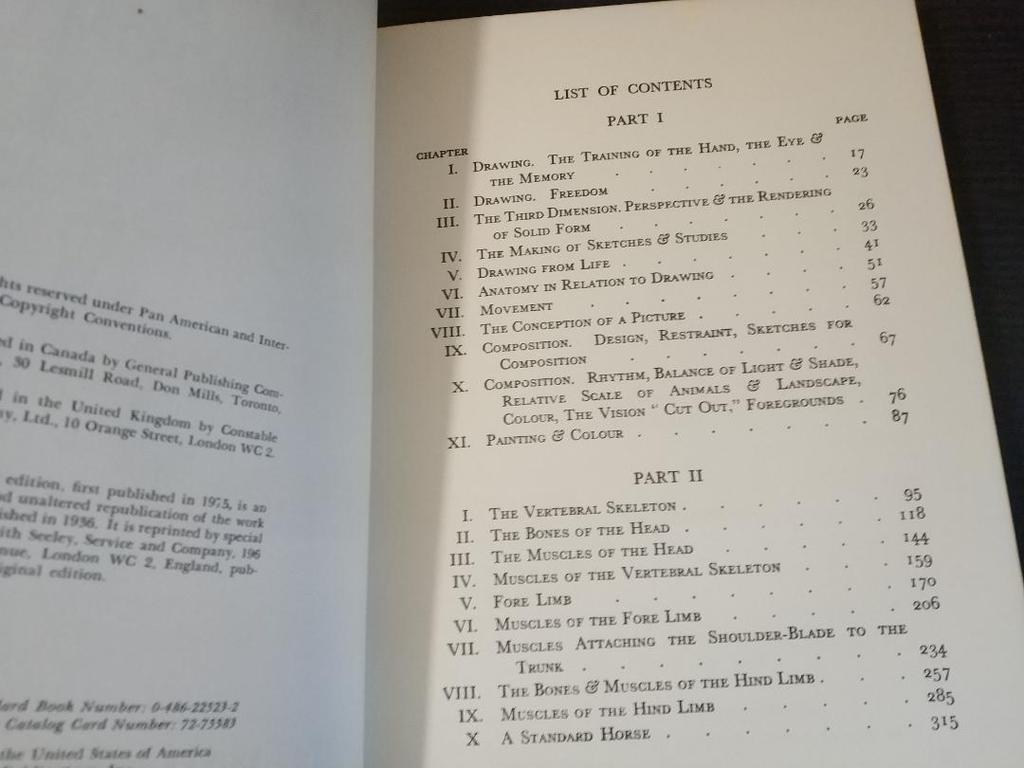 hts reserved under Pan American and Inter-
Copyright Conventions.
ed in Canada by General Publishing Com-
30 Lesmill Road, Don Mills, Toronto,
in the United Kingdom by Constable
ny, Ltd., 10 Orange Street, London WC 2.
edition, first published in 1975, is an
unaltered republication of the work
ished in 1936. It is reprinted by special
ith Seeley, Service and Company, 196
nue, London WC 2, England, pub-
iginal edition.
dard Book Number: 0-486-22523-2
Catalog Card Number: 72-75583
the United States of America
LIST OF CONTENTS
PART I
CHAPTER PAGE
I. DRAWING. THE TRAINING OF THE HAND, THE EYE &
THE MEMORY . . . . . . 17
II. DRAWING. FREEDOM . . . . . . 23
III. THE THIRD DIMENSION. PERSPECTIVE & THE RENDERING
OF SOLID FORM . . . . . . 26
IV. THE MAKING OF SKETCHES & STUDIES . . . 33
V. DRAWING FROM LIFE . . . . . . 41
VI. ANATOMY IN RELATION TO DRAWING . . . . 51
VII. MOVEMENT . . . . . . . 57
VIII. THE CONCEPTION OF A PICTURE . . . . . 62
IX. COMPOSITION. DESIGN, RESTRAINT, SKETCHES FOR
COMPOSITION . . . . . . . 67
X. COMPOSITION. RHYTHM, BALANCE OF LIGHT & SHADE,
RELATIVE SCALE OF ANIMALS & LANDSCAPE,
COLOUR, THE VISION "CUT OUT," FOREGROUNDS . 76
XI. PAINTING & COLOUR . . . . . . . 87
PART II
I. THE VERTEBRAL SKELETON . . . . . . 95
II. THE BONES OF THE HEAD . . . . . . 118
III. THE MUSCLES OF THE HEAD . . . . . 144
IV. MUSCLES OF THE VERTEBRAL SKELETON . . . 159
V. FORE LIMB . . . . . . . 170
VI. MUSCLES OF THE FORE LIMB . . . . . 206
VII. MUSCLES ATTACHING THE SHOULDER-BLADE TO THE
TRUNK . . . . . . . . 234
VIII. THE BONES & MUSCLES OF THE HIND LIMB . . . 257
IX. MUSCLES OF THE HIND LIMB . . . . . 285
X A STANDARD HORSE . . . . . . . 315